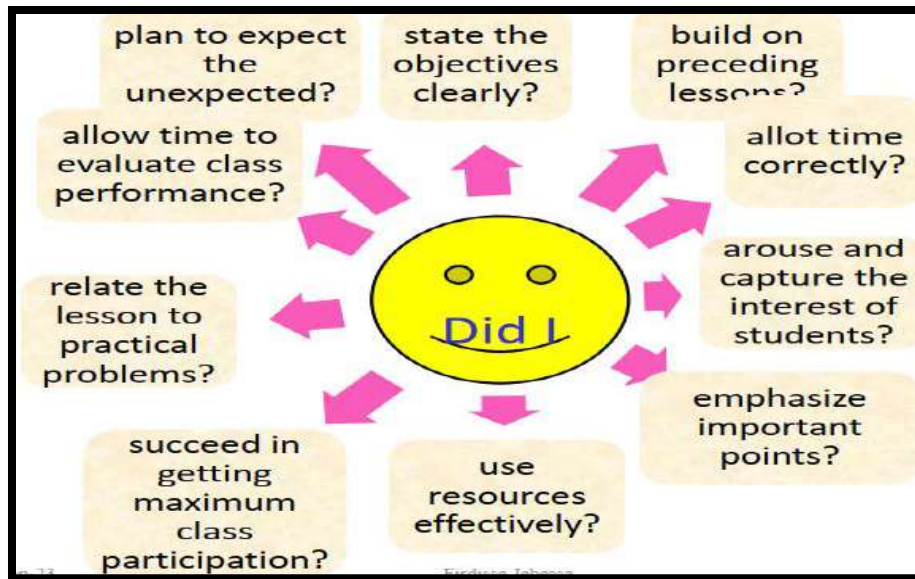 plan to expect
the
unexpected?
state the
objectives
clearly?
build on
preceding
lessons?
allow time to
evaluate class
performance?
allot time
correctly?
relate the
lesson to
practical
problems?
Did I
arouse and
capture the
interest of
students?
succeed in
getting
maximum
class
participation?
use
resources
effectively?
emphasize
important
points?